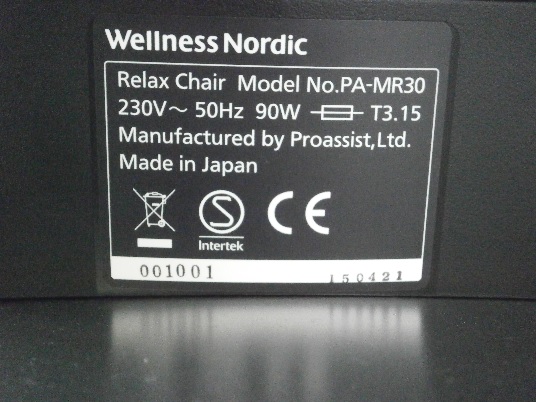 Wellness Nordic
Relax Chair Model No.PA-MR30
230V~ 50Hz 90W T3.15
Manufactured by Proassist,Ltd.
Made in Japan
S
Intertek
CE
001001 150421